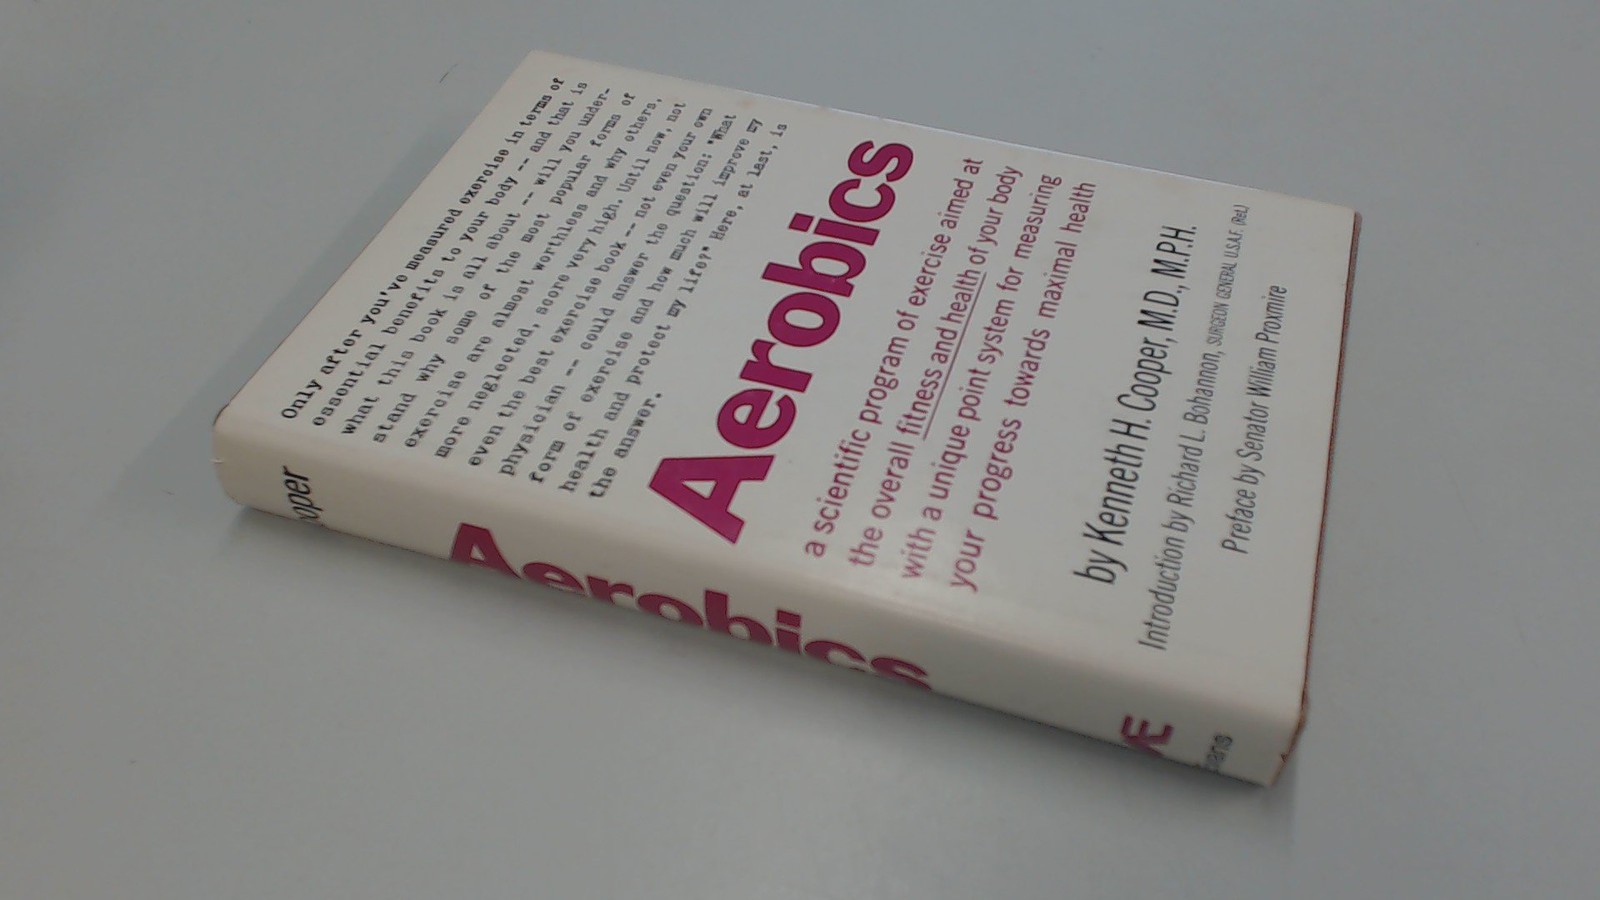 Only after you've measured exercise in terms of
essential benefits to your body -- and that is
what this book is all about -- will you under-
stand why some of the most popular forms of
exercise are almost worthless and why others,
more neglected, score very high. Until now, not
even the best exercise book -- not even your own
physician -- could answer the question: "What
form of exercise and how much will improve my
health and protect my life?" Here, at last, is
the answer.
Aerobics
a scientific program of exercise aimed at
the overall fitness and health of your body
with a unique point system for measuring
your progress towards maximal health
by Kenneth H. Cooper, M.D., M.P.H.
Introduction by Richard L. Bohannon, SURGEON GENERAL U.S.A.F. (Ret.)
Preface by Senator William Proxmire
ooper
Aerobics